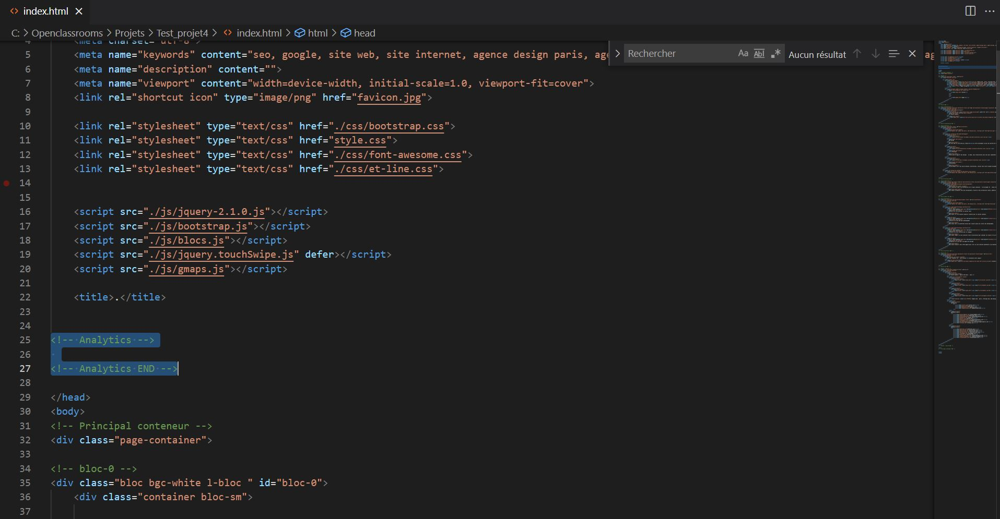 index.html
C: > Openclassrooms > Projets > Test_projet4 > index.html > html > head
Rechercher
Aa
Abl
.*
Aucun résultat
4 <meta charset="utf-8">
5 <meta name="keywords" content="seo, google, site web, site internet, agence design paris, age
6 <meta name="description" content="">
7 <meta name="viewport" content="width=device-width, initial-scale=1.0, viewport-fit=cover">
8 <link rel="shortcut icon" type="image/png" href="favicon.jpg">
9
10 <link rel="stylesheet" type="text/css" href="./css/bootstrap.css">
11 <link rel="stylesheet" type="text/css" href="style.css">
12 <link rel="stylesheet" type="text/css" href="./css/font-awesome.css">
13 <link rel="stylesheet" type="text/css" href="./css/et-line.css">
14
15
16 <script src="./js/jquery-2.1.0.js"></script>
17 <script src="./js/bootstrap.js"></script>
18 <script src="./js/blocs.js"></script>
19 <script src="./js/jquery.touchSwipe.js" defer></script>
20 <script src="./js/gmaps.js"></script>
21
22 <title>.</title>
23
24
25 <!-- Analytics -->
26
27 <!-- Analytics END -->
28
29 </head>
30 <body>
31 <!-- Principal conteneur -->
32 <div class="page-container">
33
34 <!-- bloc-0 -->
35 <div class="bloc bgc-white l-bloc " id="bloc-0">
36 <div class="container bloc-sm">
37